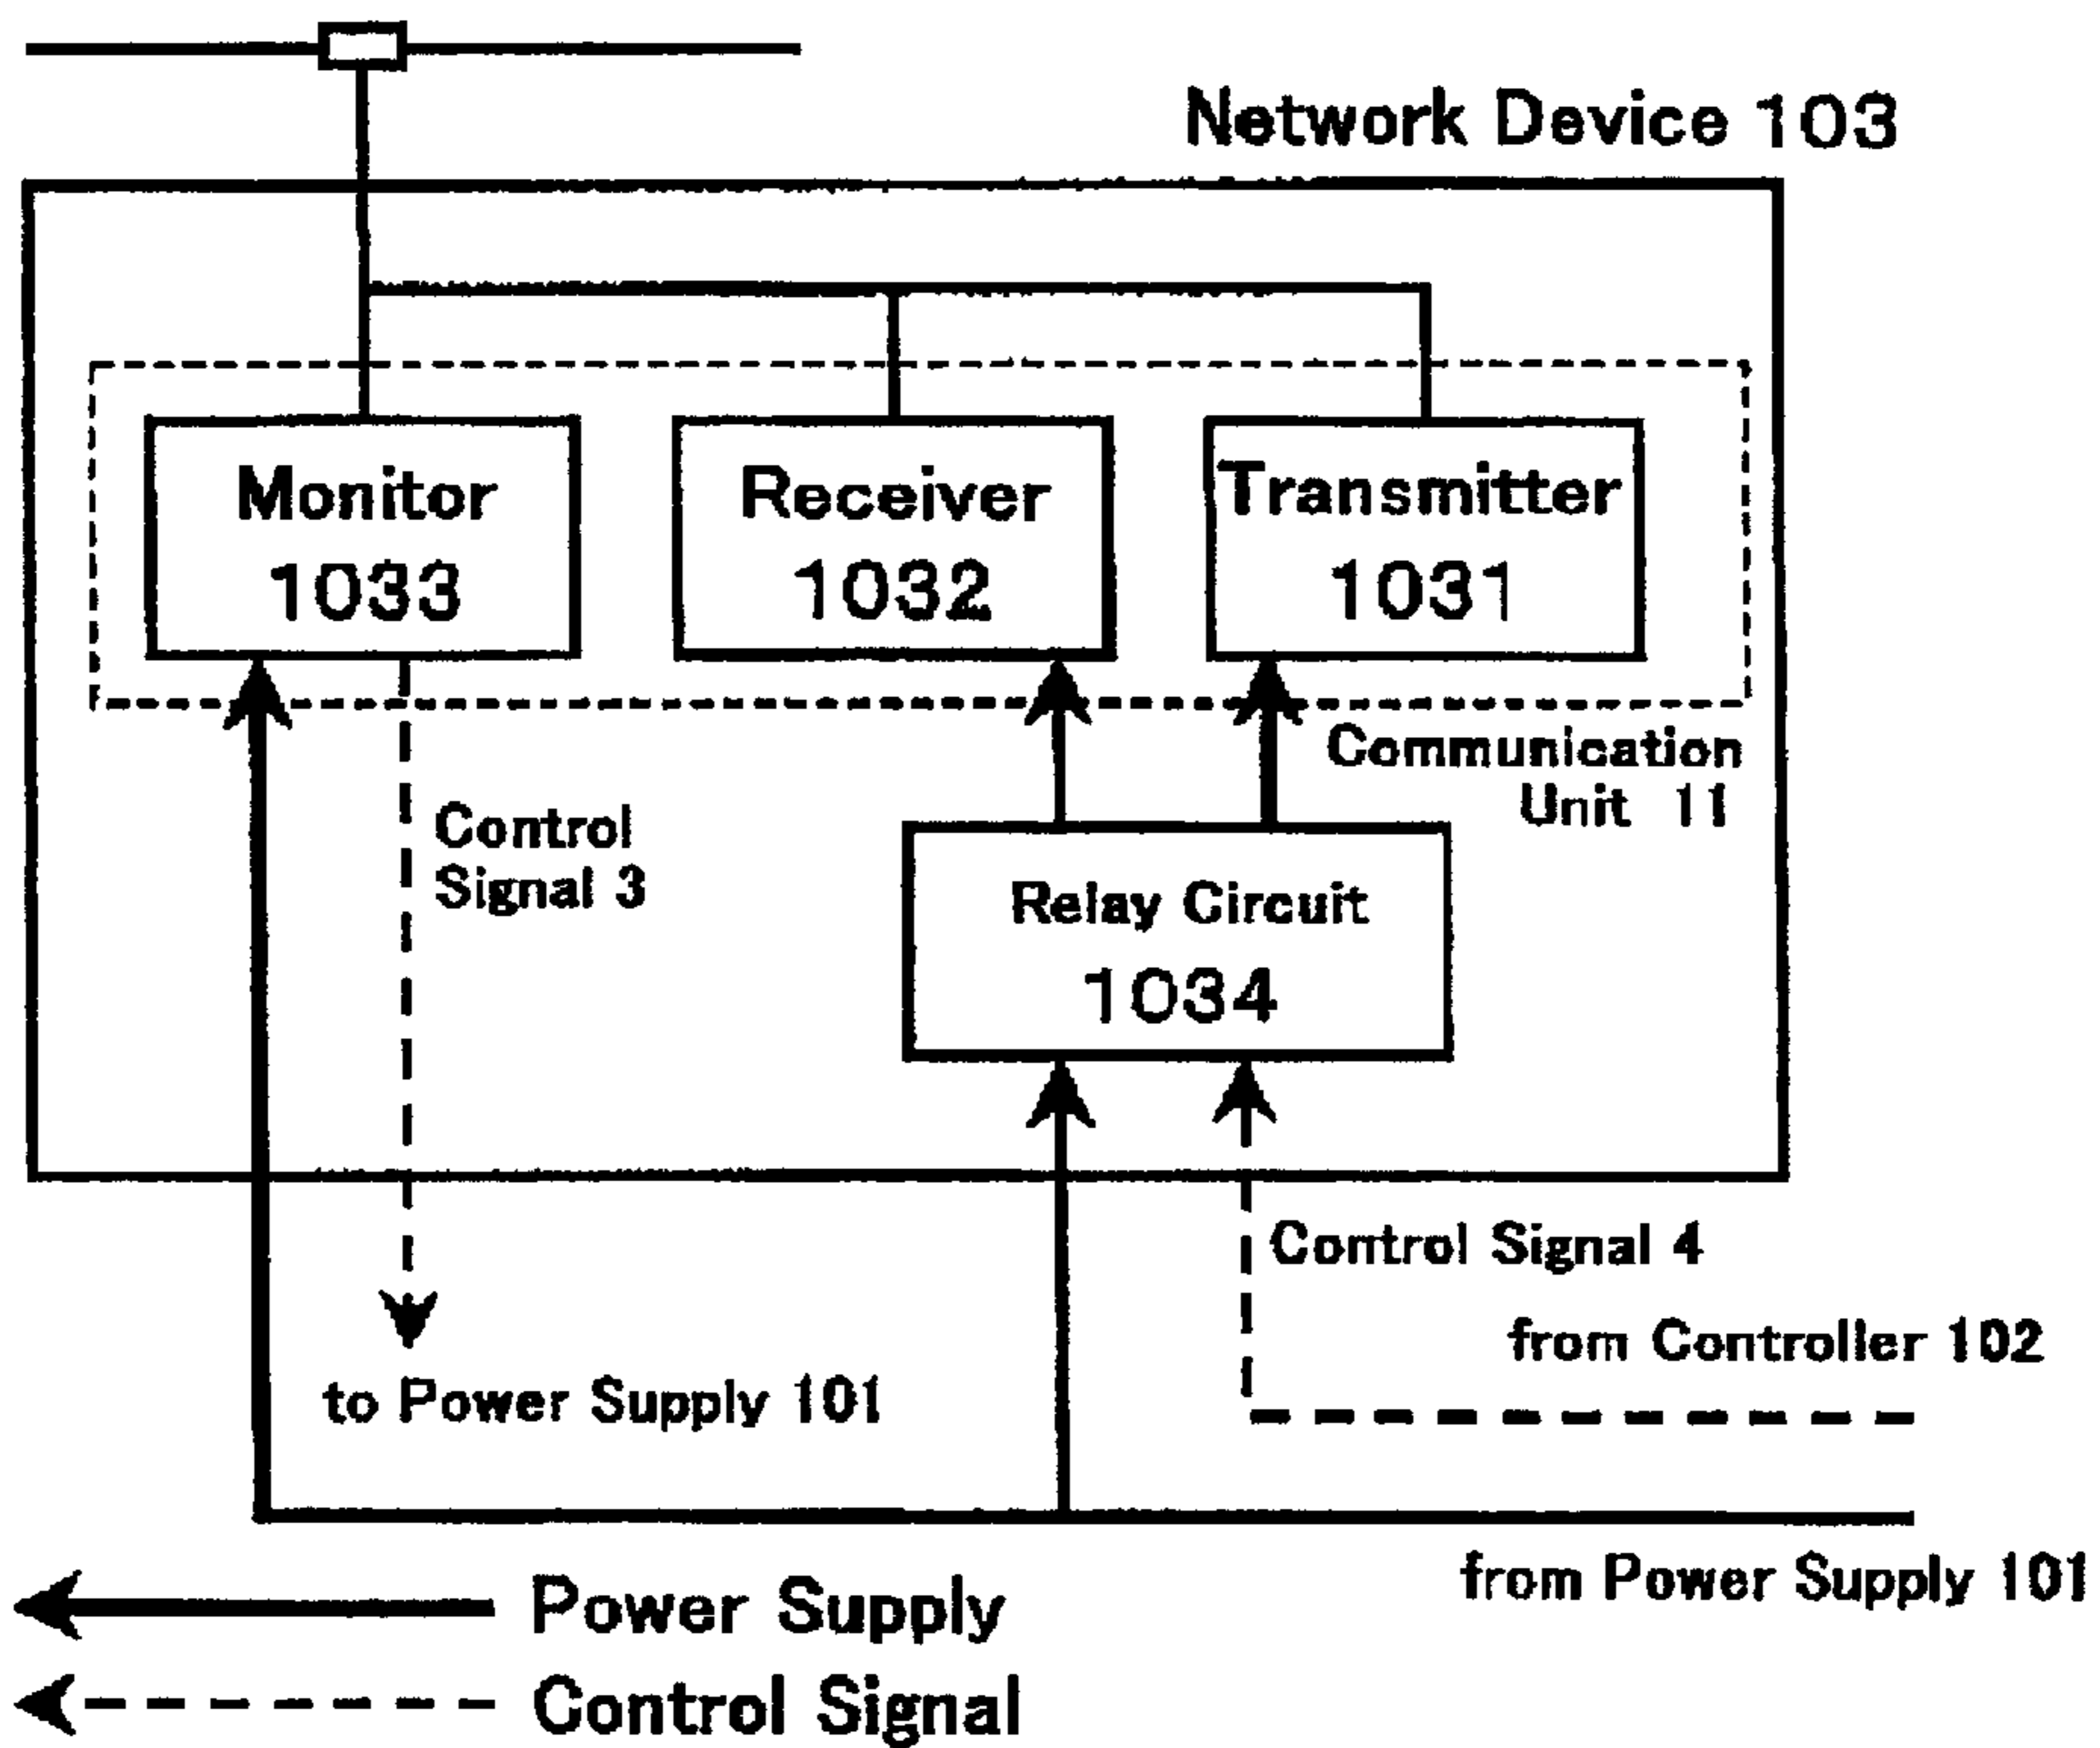 Network Device 103
Monitor
1033
Receiver
1032
Transmitter
1031
Communication
Unit 11
Control
Signal 3
Relay Circuit
1034
Control Signal 4
from Controller 102
to Power Supply 101
from Power Supply 101
Power Supply
Control Signal